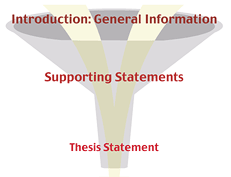 Introduction: General Information
Supporting Statements
Thesis Statement